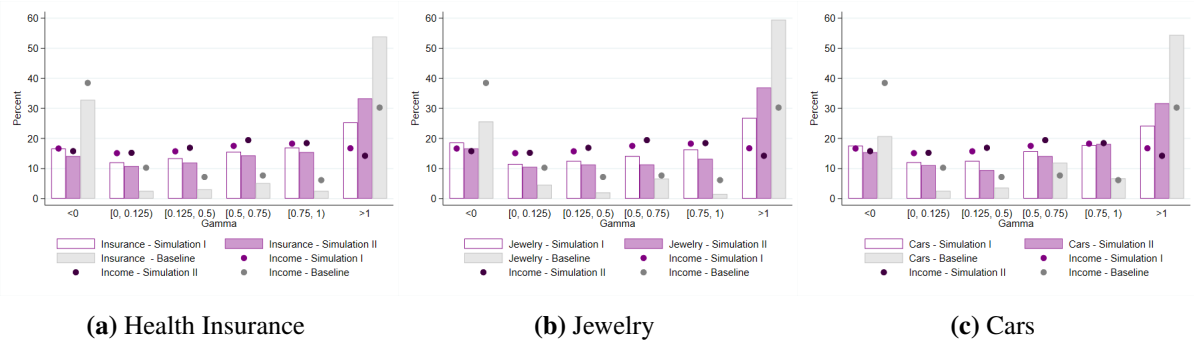 60
50
40
30
20
10
0
Percent
<0 [0, 0.125) [0.125, 0.5) [0.5, 0.75) [0.75, 1) >1
Gamma
Insurance - Simulation I Insurance - Simulation II
Insurance - Baseline Income - Simulation I
Income - Simulation II Income - Baseline
(a) Health Insurance
60
50
40
30
20
10
0
Percent
<0 [0, 0.125) [0.125, 0.5) [0.5, 0.75) [0.75, 1) >1
Gamma
Jewelry - Simulation I Jewelry - Simulation II
Jewelry - Baseline Income - Simulation I
Income - Simulation II Income - Baseline
(b) Jewelry
60
50
40
30
20
10
0
Percent
<0 [0, 0.125) [0.125, 0.5) [0.5, 0.75) [0.75, 1) >1
Gamma
Cars - Simulation I Cars - Simulation II
Cars - Baseline Income - Simulation I
Income - Simulation II Income - Baseline
(c) Cars